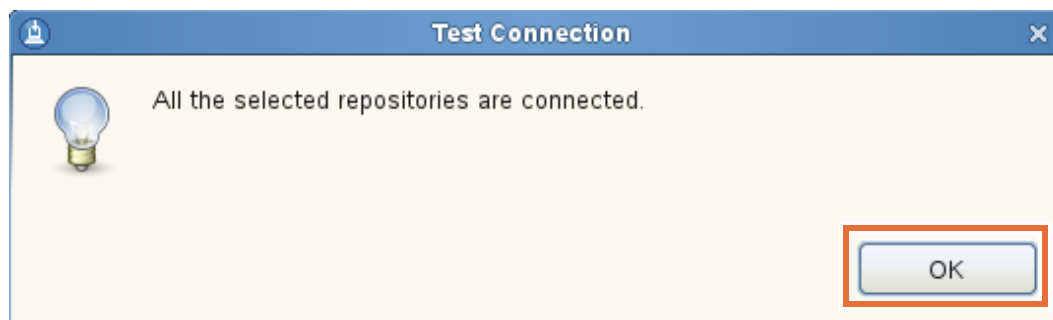 Test Connection
All the selected repositories are connected.
OK